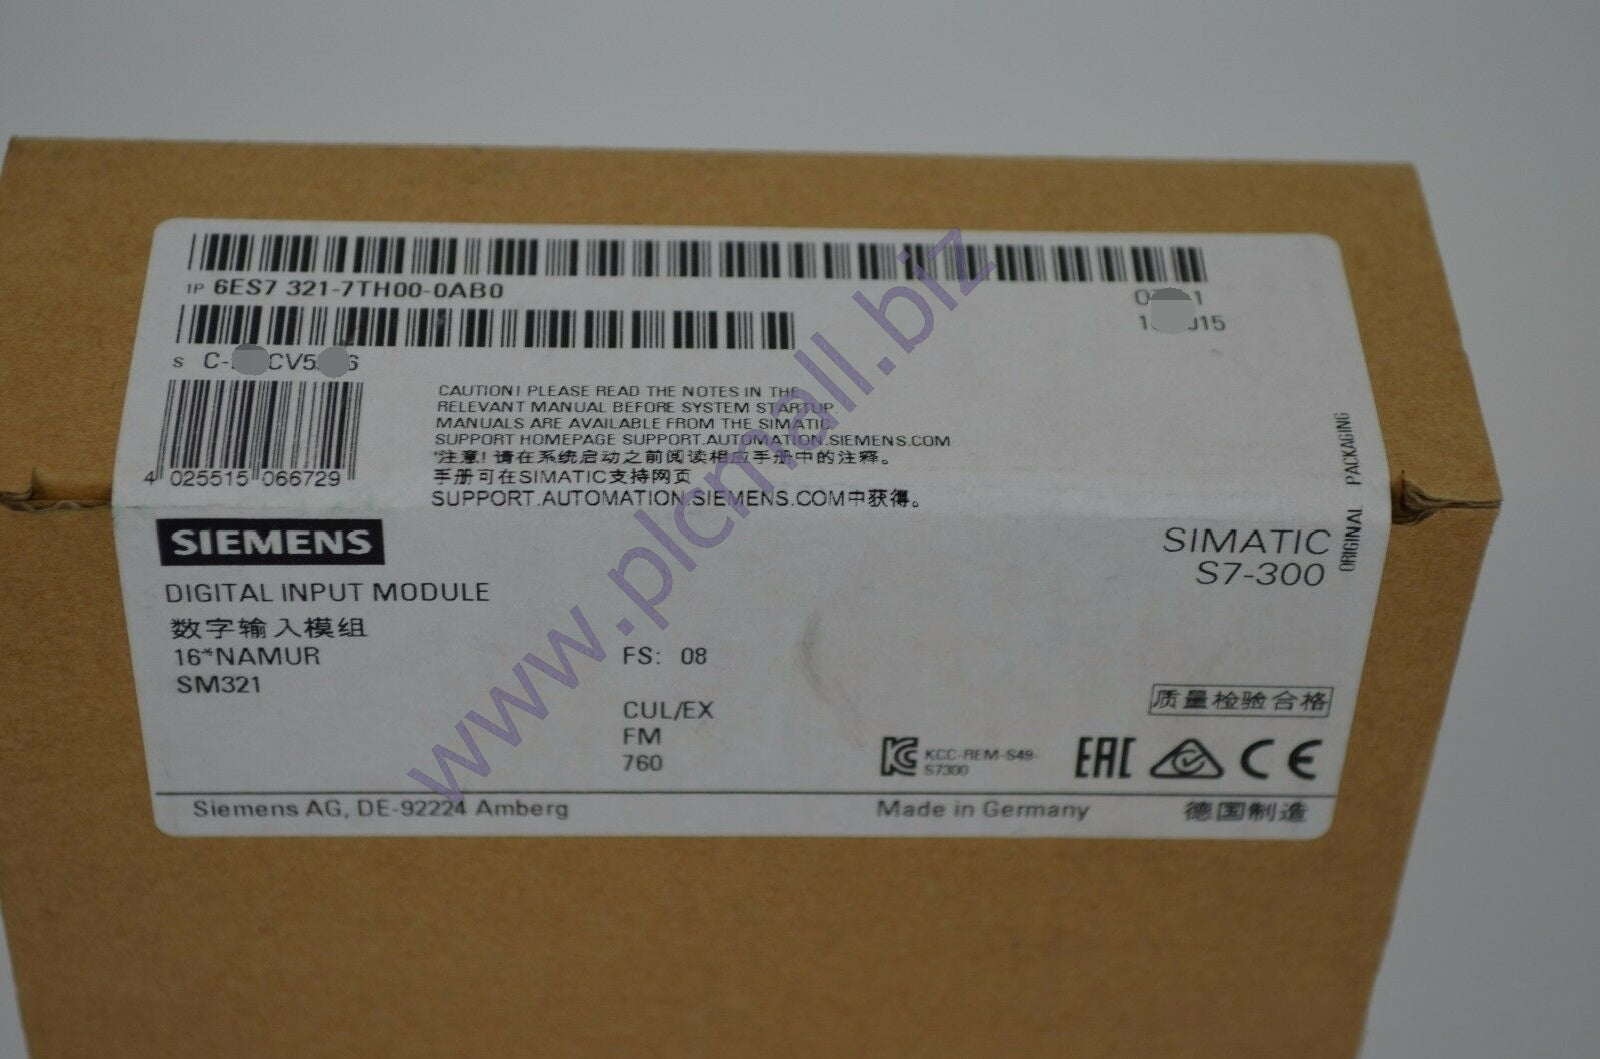 1P 6ES7 321-7TH00-0AB0
S C-
CV5
6
4 025515 066729
CAUTION! PLEASE READ THE NOTES IN THE
RELEVANT MANUAL BEFORE SYSTEM STARTUP.
MANUALS ARE AVAILABLE FROM THE SIMATIC
SUPPORT HOMEPAGE SUPPORT.AUTOMATION.SIEMENS.COM
"注意! 请在系统启动之前阅读相应手册中的注释。
手册可在SIMATIC支持网页
SUPPORT.AUTOMATION.SIEMENS.COM中获得。
ORIGINAL PACKAGING
SIEMENS
SIMATIC
S7-300
DIGITAL INPUT MODULE
数字输入模组
16*NAMUR
SM321
FS: 08
CUL/EX
FM
760
质量检验合格
KCC-REM-S49-
S7300
EAC
CE
Siemens AG, DE-92224 Amberg
Made in Germany
德国制造
www.plcmall.biz